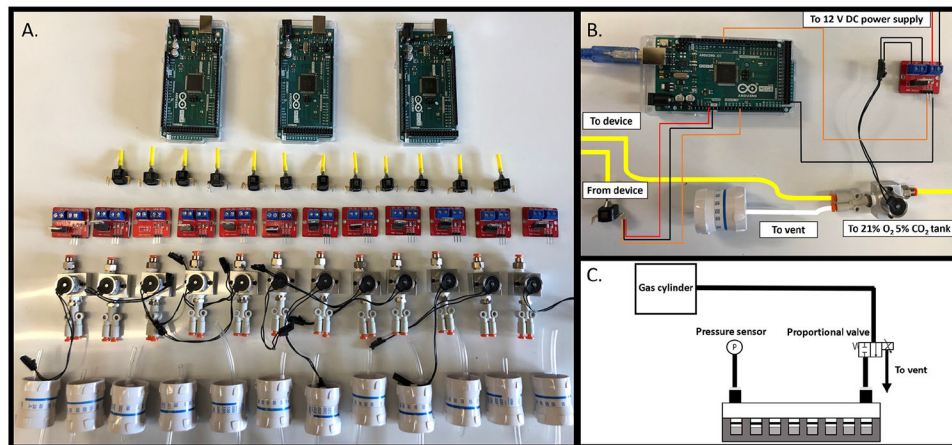 A.
B.
To 12 V DC power supply
To device
From device
To vent
To 21% O₂ 5% CO₂ tank
C.
Gas cylinder
Pressure sensor
P
Proportional valve
To vent